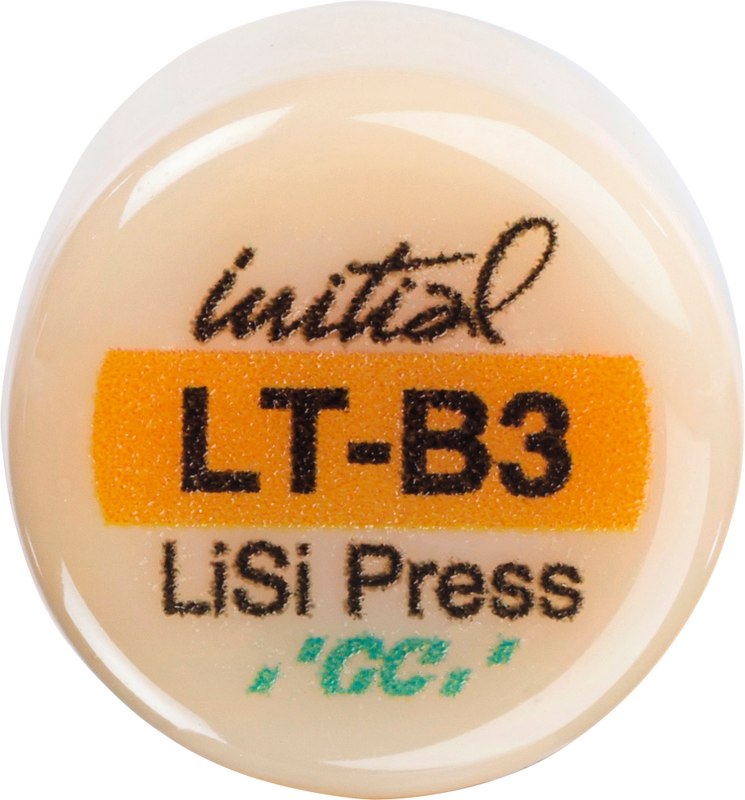 initial
LT-B3
LiSi Press
GC